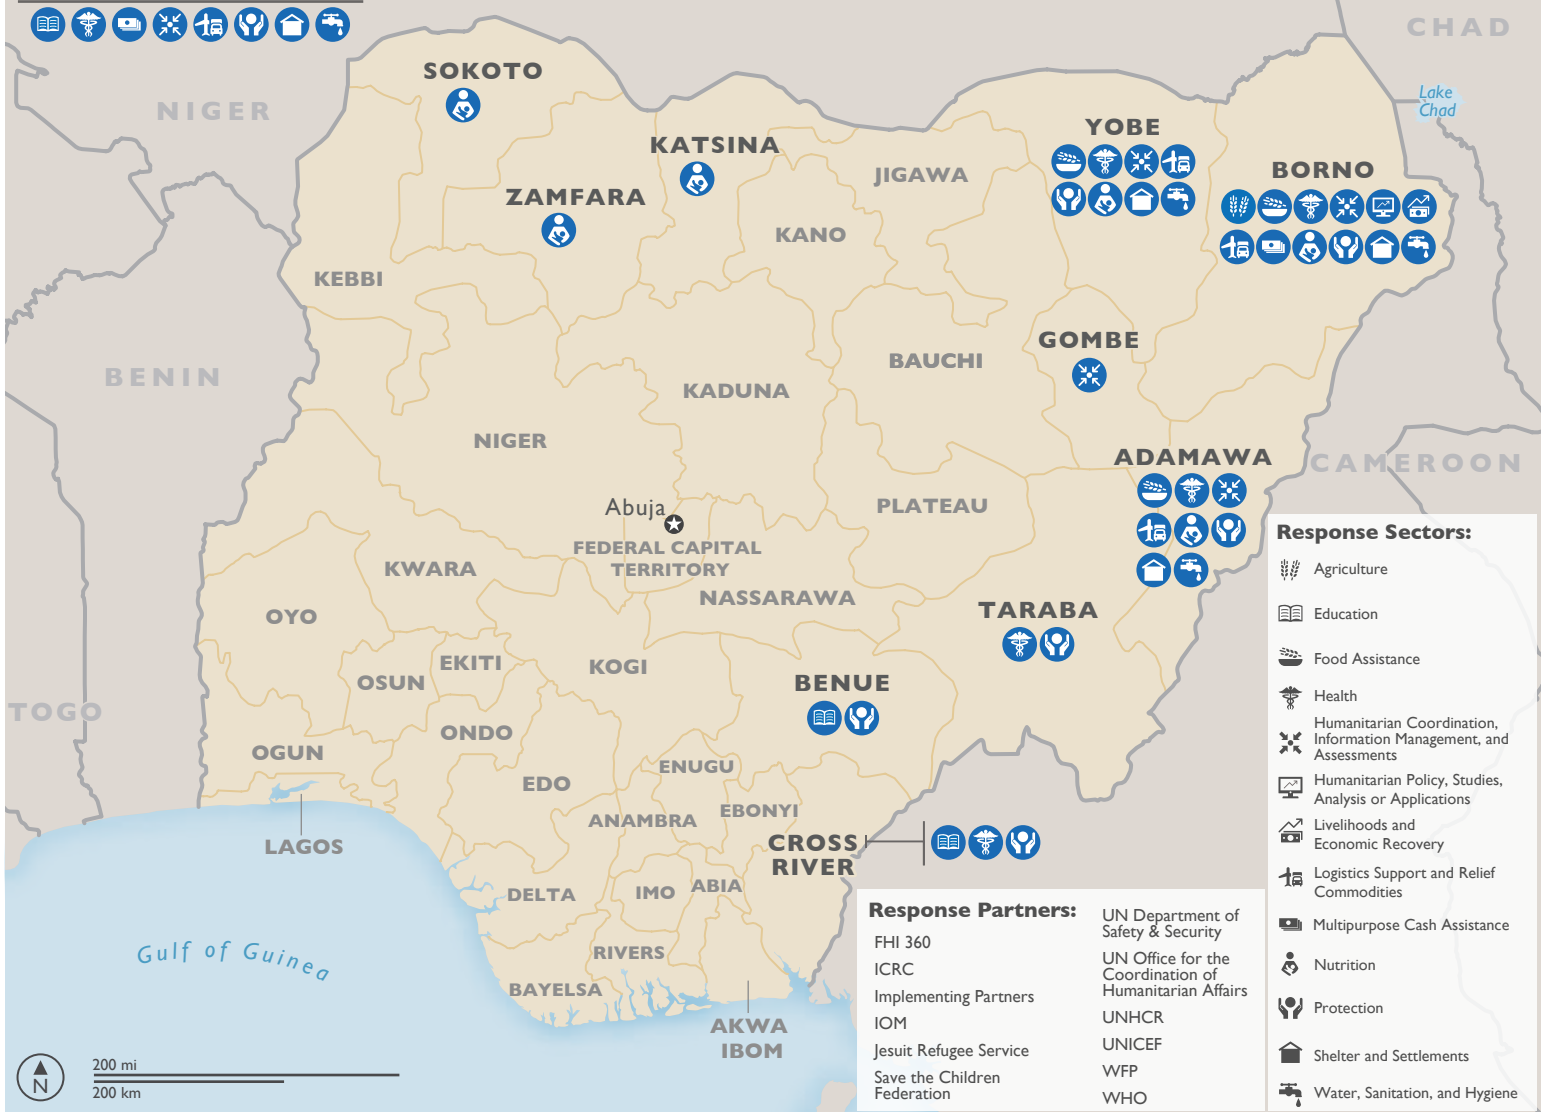 CHAD
NIGER
Lake
Chad
SOKOTO
KATSINA
YOBE
BORNO
JIGAWA
ZAMFARA
KANO
KEBBI
GOMBE
BAUCHI
BENIN
KADUNA
NIGER
ADAMAWA
CAMEROON
Abuja
PLATEAU
FEDERAL CAPITAL
TERRITORY
KWARA
NASSARAWA
OYO
TARABA
EKITI
KOGI
OSUN
BENUE
TOGO
ONDO
OGUN
ENUGU
EDO
EBONYI
ANAMBRA
LAGOS
CROSS
RIVER
DELTA
IMO
ABIA
RIVERS
BAYELSA
AKWA
IBOM
Gulf of Guinea
N
200 mi
200 km
Response Partners:
FHI 360
ICRC
Implementing Partners
IOM
Jesuit Refugee Service
Save the Children
Federation
UN Department of
Safety & Security
UN Office for the
Coordination of
Humanitarian Affairs
UNHCR
UNICEF
WFP
WHO
Response Sectors:
Agriculture
Education
Food Assistance
Health
Humanitarian Coordination,
Information Management, and
Assessments
Humanitarian Policy, Studies,
Analysis or Applications
Livelihoods and
Economic Recovery
Logistics Support and Relief
Commodities
Multipurpose Cash Assistance
Nutrition
Protection
Shelter and Settlements
Water, Sanitation, and Hygiene